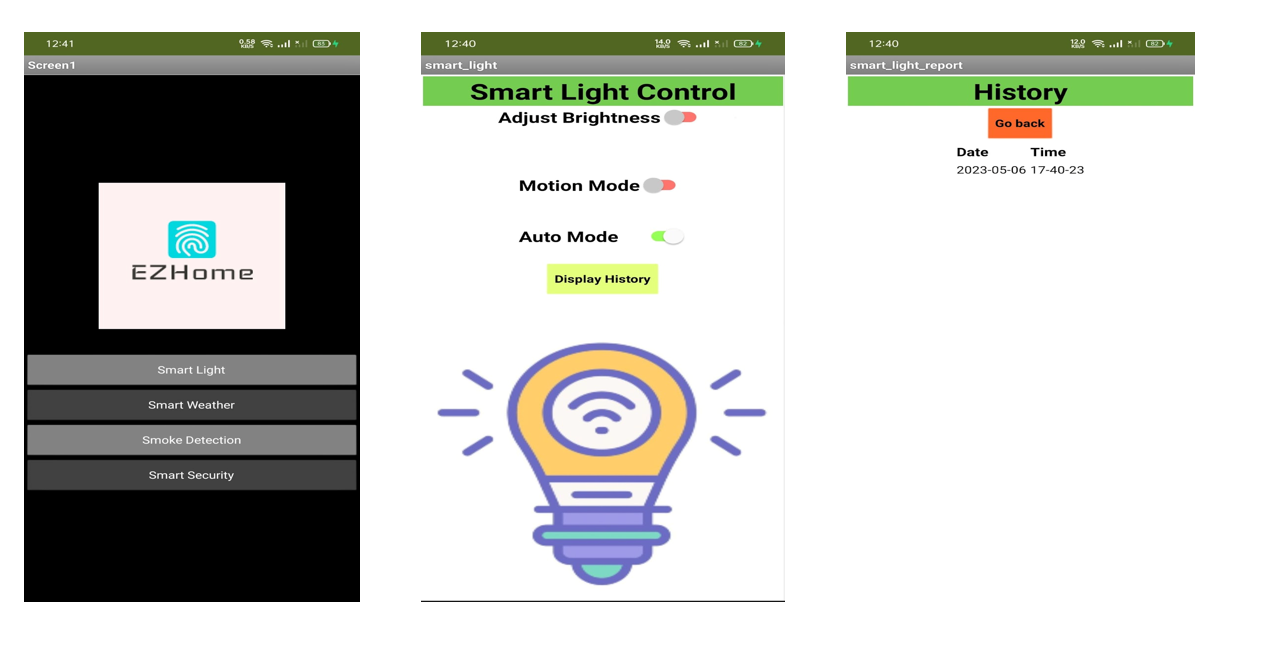 12:41
0.58 KB/S
83
Screen1
EZHome
Smart Light
Smart Weather
Smoke Detection
Smart Security
12:40
14.0 KB/S
82
smart_light
Smart Light Control
Adjust Brightness
Motion Mode
Auto Mode
Display History
12:40
12.0 KB/S
82
smart_light_report
History
Go back
Date Time
2023-05-06 17-40-23